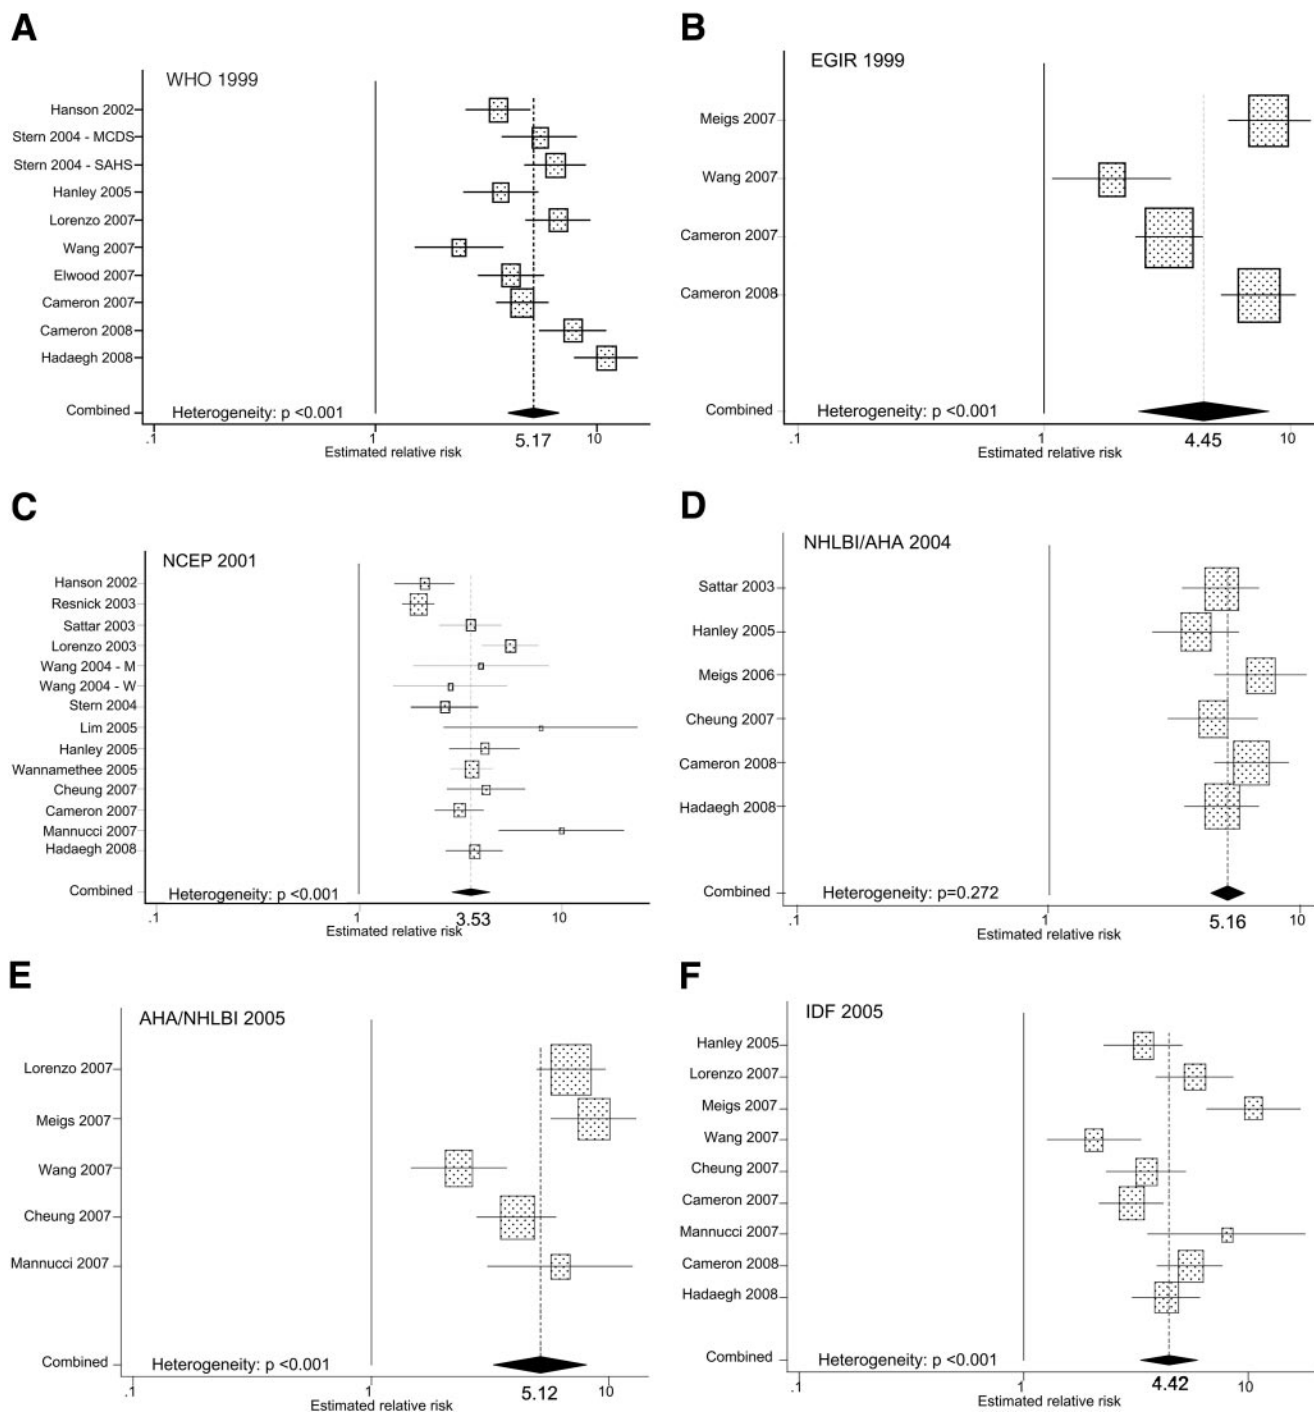 A
WHO 1999
Hanson 2002
Stern 2004 - MCDS
Stern 2004 - SAHS
Hanley 2005
Lorenzo 2007
Wang 2007
Elwood 2007
Cameron 2007
Cameron 2008
Hadaegh 2008
Combined
Heterogeneity: p <0.001
.1 1 5.17 10
Estimated relative risk
B
EGIR 1999
Meigs 2007
Wang 2007
Cameron 2007
Cameron 2008
Combined
Heterogeneity: p <0.001
.1 1 4.45 10
Estimated relative risk
C
NCEP 2001
Hanson 2002
Resnick 2003
Sattar 2003
Lorenzo 2003
Wang 2004 - M
Wang 2004 - W
Stern 2004
Lim 2005
Hanley 2005
Wannamethee 2005
Cheung 2007
Cameron 2007
Mannucci 2007
Hadaegh 2008
Combined
Heterogeneity: p <0.001
.1 1 3.53 10
Estimated relative risk
D
NHLBI/AHA 2004
Sattar 2003
Hanley 2005
Meigs 2006
Cheung 2007
Cameron 2008
Hadaegh 2008
Combined
Heterogeneity: p=0.272
.1 1 5.16 10
Estimated relative risk
E
AHA/NHLBI 2005
Lorenzo 2007
Meigs 2007
Wang 2007
Cheung 2007
Mannucci 2007
Combined
Heterogeneity: p <0.001
.1 1 5.12 10
Estimated relative risk
F
IDF 2005
Hanley 2005
Lorenzo 2007
Meigs 2007
Wang 2007
Cheung 2007
Cameron 2007
Mannucci 2007
Cameron 2008
Hadaegh 2008
Combined
Heterogeneity: p <0.001
.1 1 4.42 10
Estimated relative risk